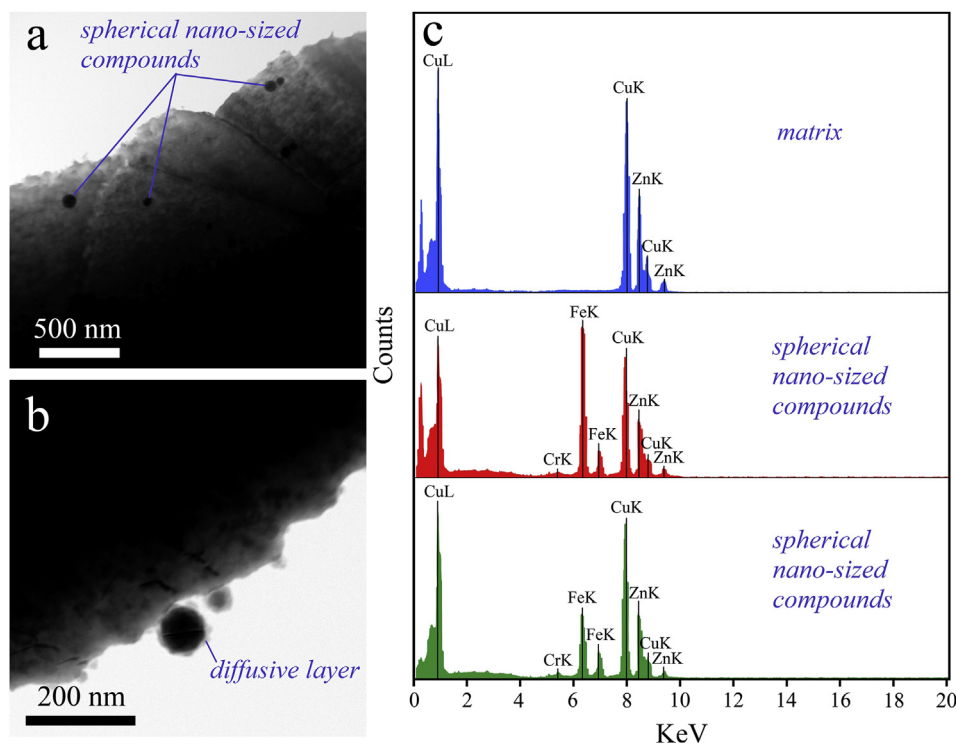 a
spherical nano-sized
compounds
500 nm
b
diffusive layer
200 nm
c
Counts
CuL
CuK
ZnK
CuK
ZnK
matrix
CuL
FeK
CuK
ZnK
FeK
CuK
ZnK
CrK
spherical
nano-sized
compounds
CuL
CuK
FeK
ZnK
FeK
CuK
ZnK
CrK
spherical
nano-sized
compounds
0 2 4 6 8 10 12 14 16 18 20
KeV